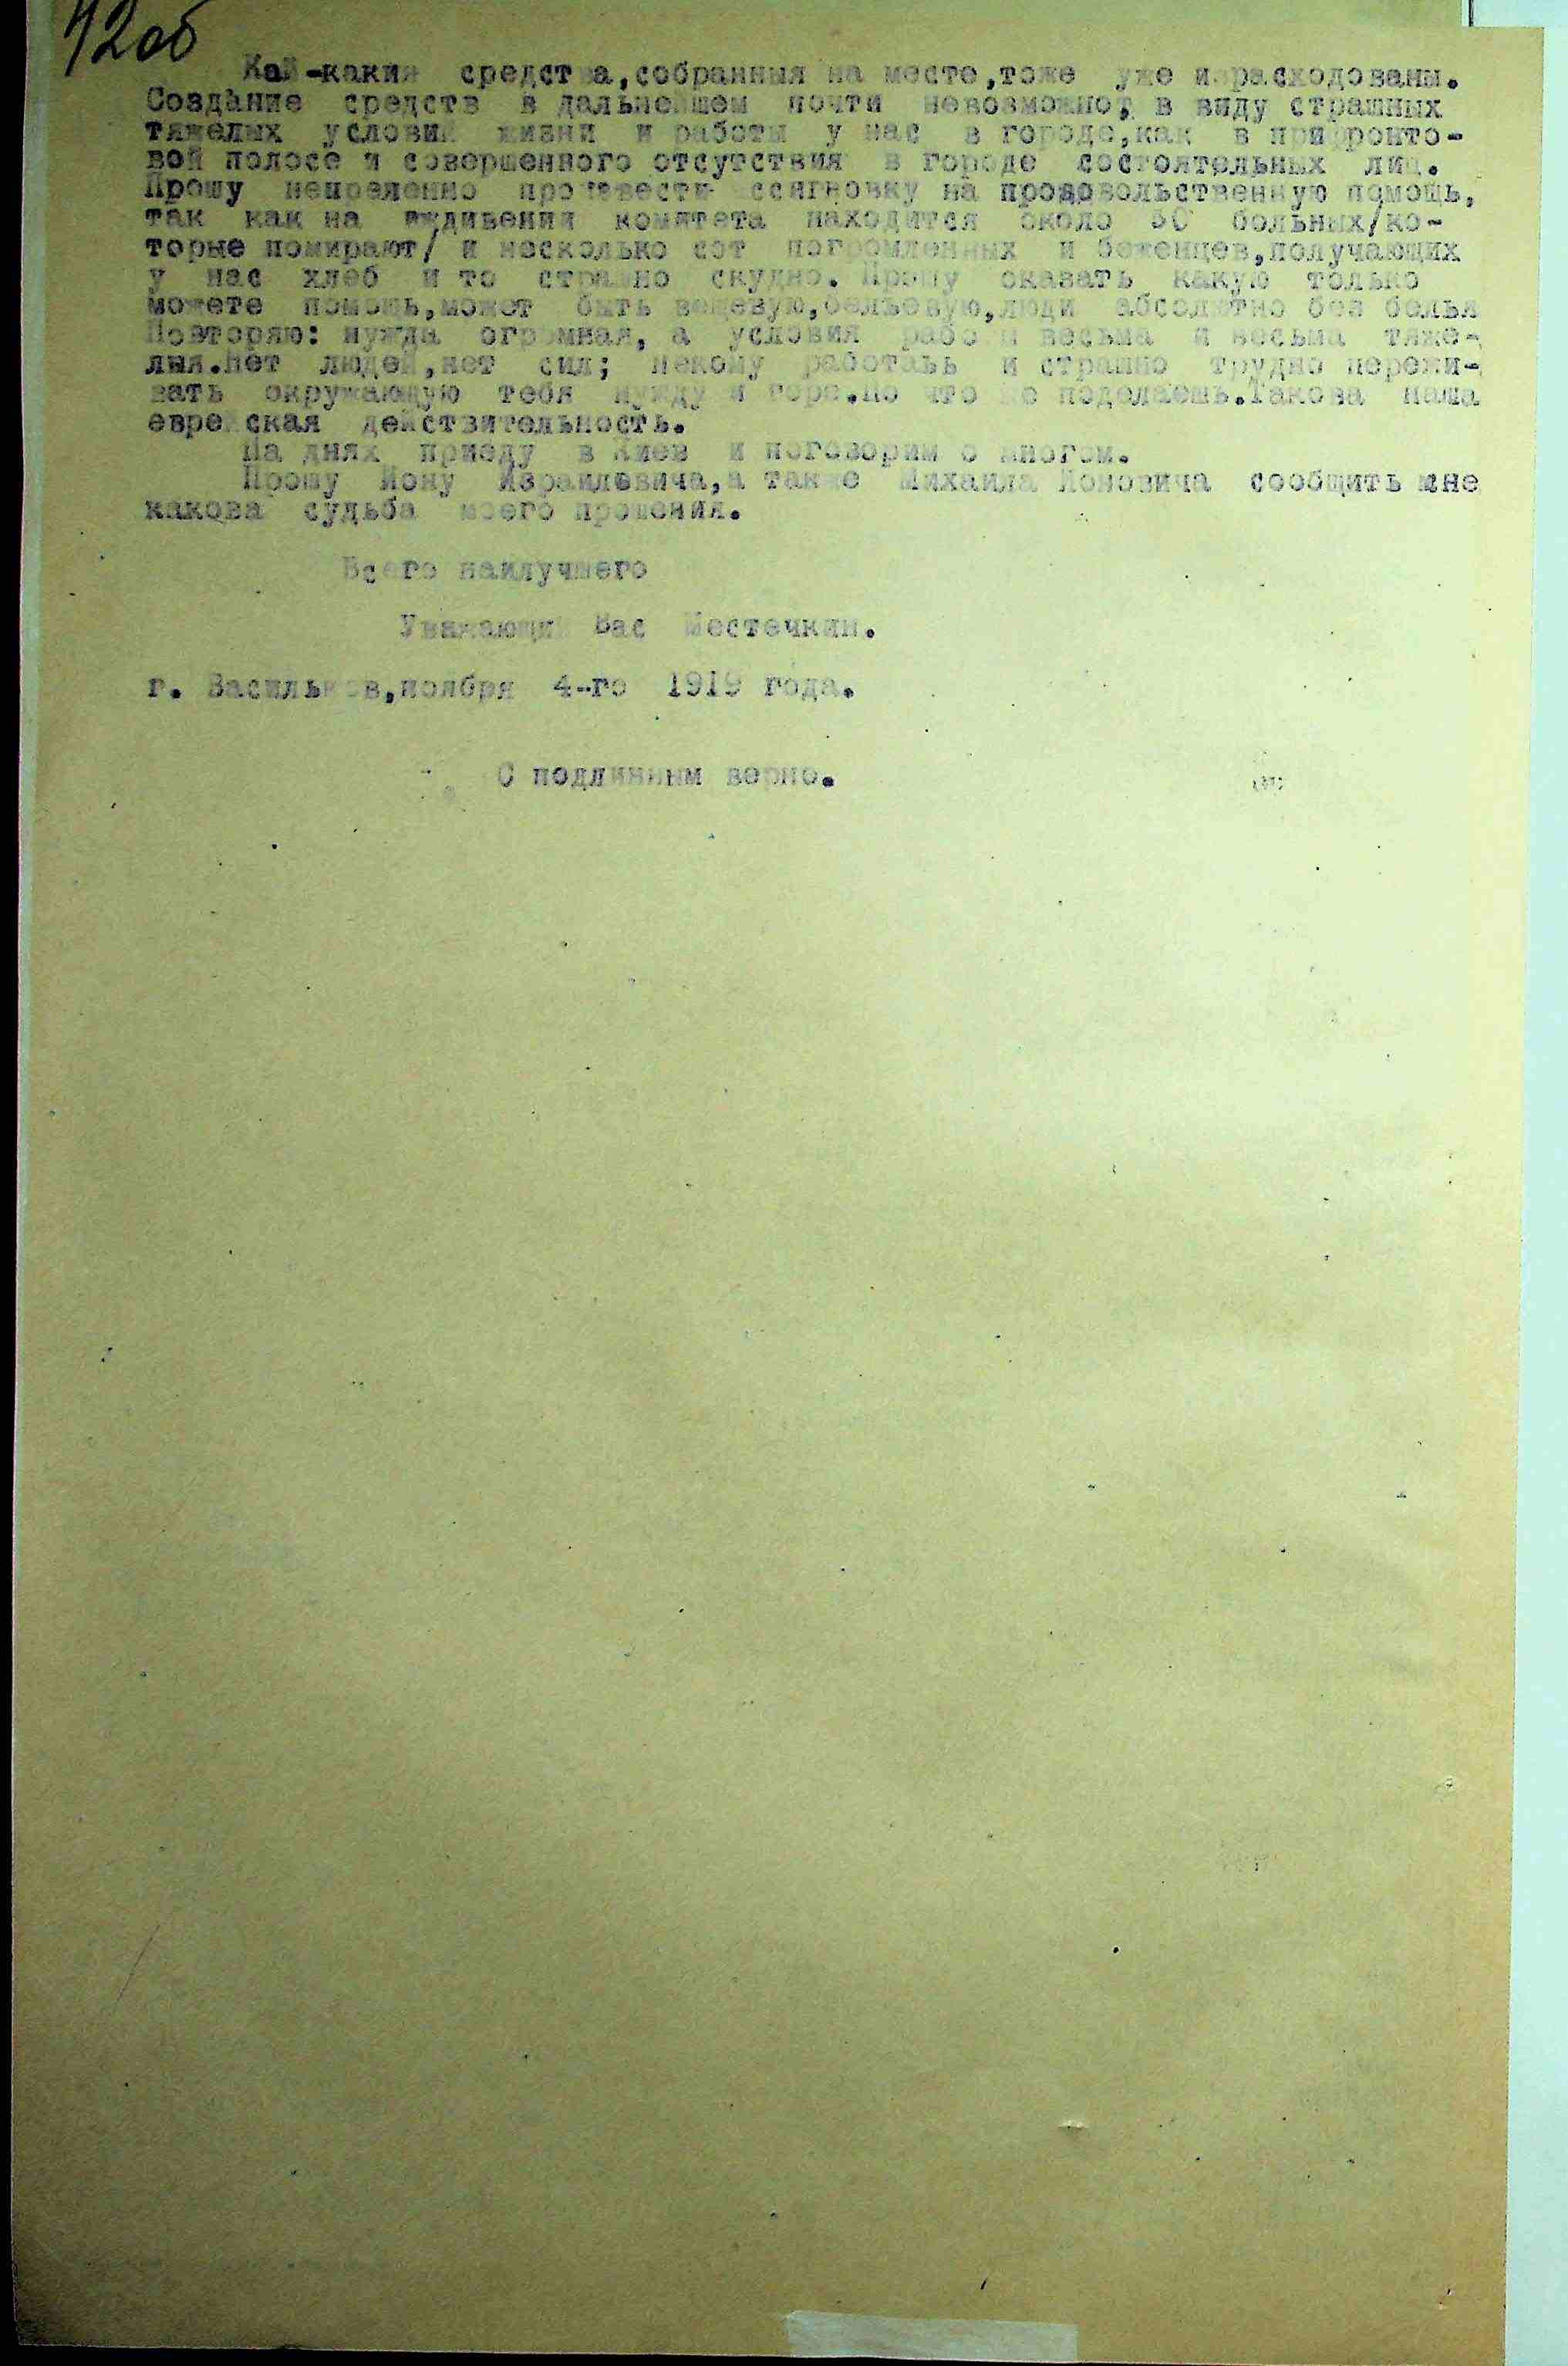 42об
Кай-какия средства,собранныя на месте,тоже уже израсходованы.
Создание средств в дальнейшем почти невозможно, в виду страшных
тяжелых условий жизни и работы у нас в городе,как в прифронто-
вой полосе и совершенного отсутствия в городе состоятельных лиц.
Прошу немедленно произвести ссигновку на продовольственную помощь,
так как на иждивении комитета находится около 50 больных/ко-
торые помирают/ и несколько сот погромленных и беженцев,получающих
у нас хлеб и то страшно скудно. Прошу оказать какую только
можете помощь,может быть вещевую,бельевую,люди абсолютно без белья
Повторяю: нужда огромная, а условия работы весьма и весьма тяже-
лыя.Нет людей,нет сил; некому работаьь и страшно трудно пережи-
вать окружающую тебя нужду и горе.Но что же поделаешь.Такова наша
еврейская действительность.
На днях приеду в Киев и поговорим о многом.
Прошу Иону Израилевича,а также Михаила Ионовича сообщить мне
какова судьба моего прошения.
Всего наилучшего
Уважающий Вас Местечкин.
г. Васильков,ноября 4-го 1919 года.
С подлинным верно.